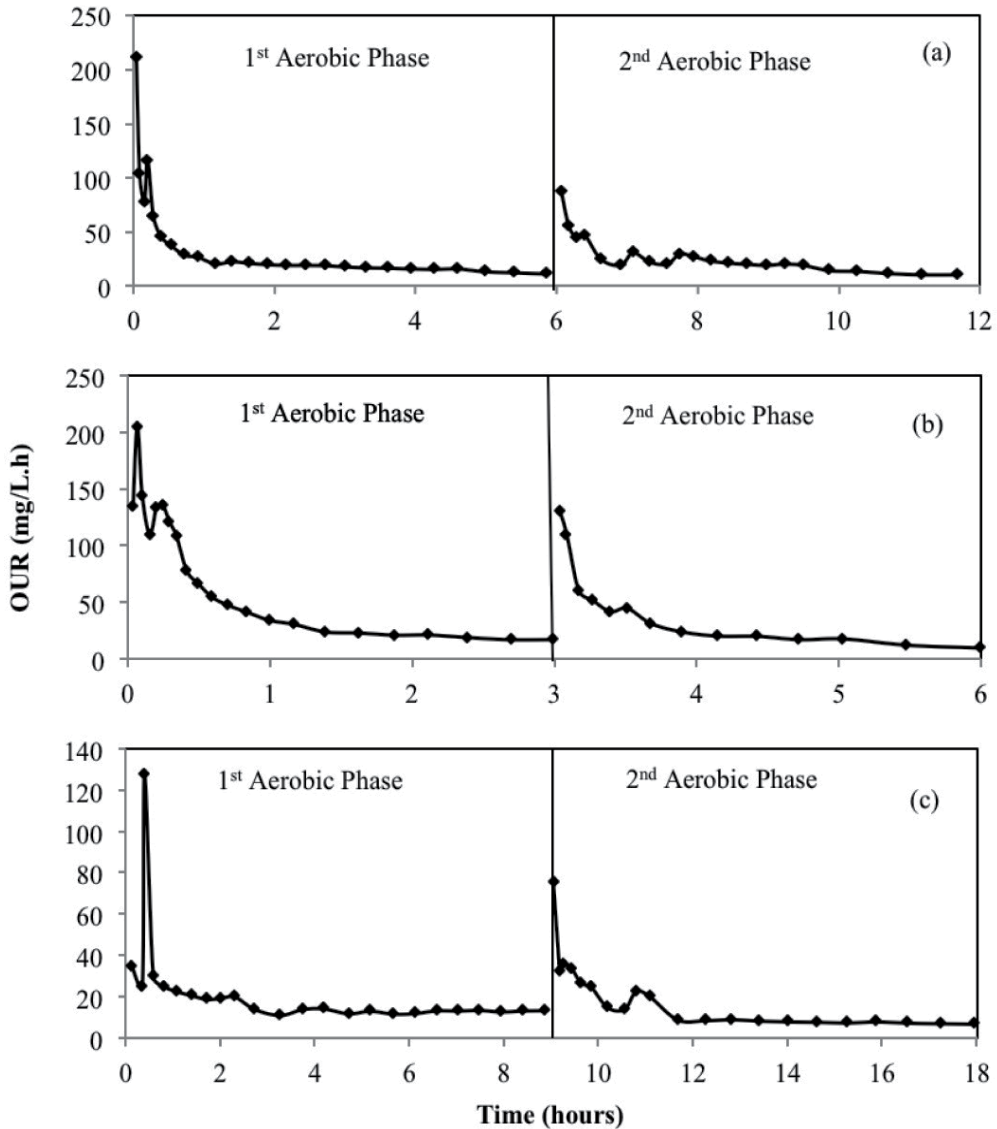 250
1st Aerobic Phase
2nd Aerobic Phase
(a)
200
150
100
50
0
0 2 4 6 8 10 12
250
1st Aerobic Phase
2nd Aerobic Phase
(b)
200
150
100
50
0
0 1 2 3 4 5 6
OUR (mg/L.h)
140
1st Aerobic Phase
2nd Aerobic Phase
(c)
120
100
80
60
40
20
0
0 2 4 6 8 10 12 14 16 18
Time (hours)